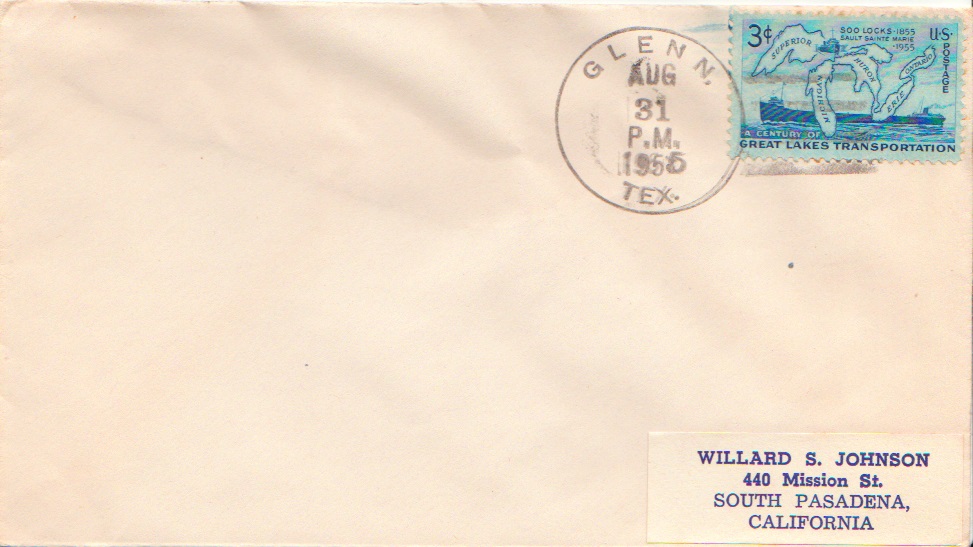 GLENN,
AUG
31
P.M.
1955
TEX.
3¢
SOO LOCKS·1855
SAULT SAINTE MARIE
·1955
U·S·
POSTAGE
SUPERIOR
MICHIGAN
HURON
ERIE
ONTARIO
A CENTURY OF
GREAT LAKES TRANSPORTATION
WILLARD S. JOHNSON
440 Mission St.
SOUTH PASADENA,
CALIFORNIA